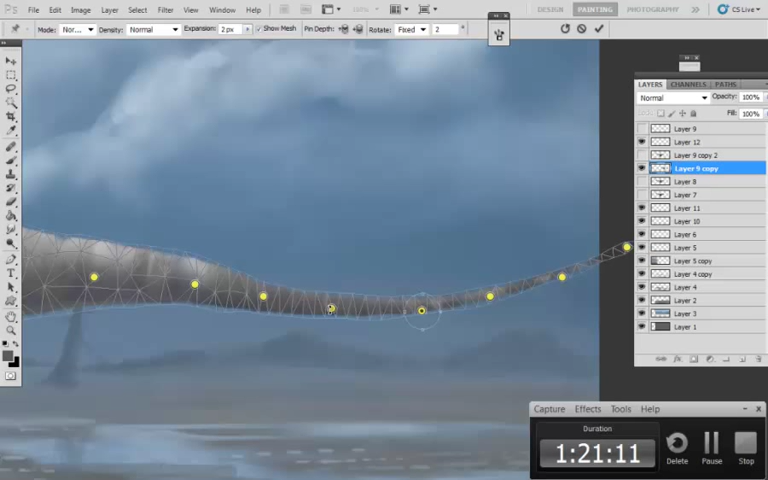 Ps
DESIGN PAINTING PHOTOGRAPHY CS Live
File Edit Image Layer Select Filter View Window Help
Mode: Nor... Density: Normal Expansion: 2 px Show Mesh Pin Depth: Rotate: Fixed 2 °
LAYERS CHANNELS PATHS
Normal Opacity: 100%
Fill: 100%
Layer 9
Layer 12
Layer 9 copy 2
Layer 9 copy
Layer 8
Layer 7
Layer 11
Layer 10
Layer 6
Layer 5
Layer 5 copy
Layer 4 copy
Layer 4
Layer 2
Layer 3
Layer 1
Capture Effects Tools Help
Duration
1:21:11
Delete Pause Stop